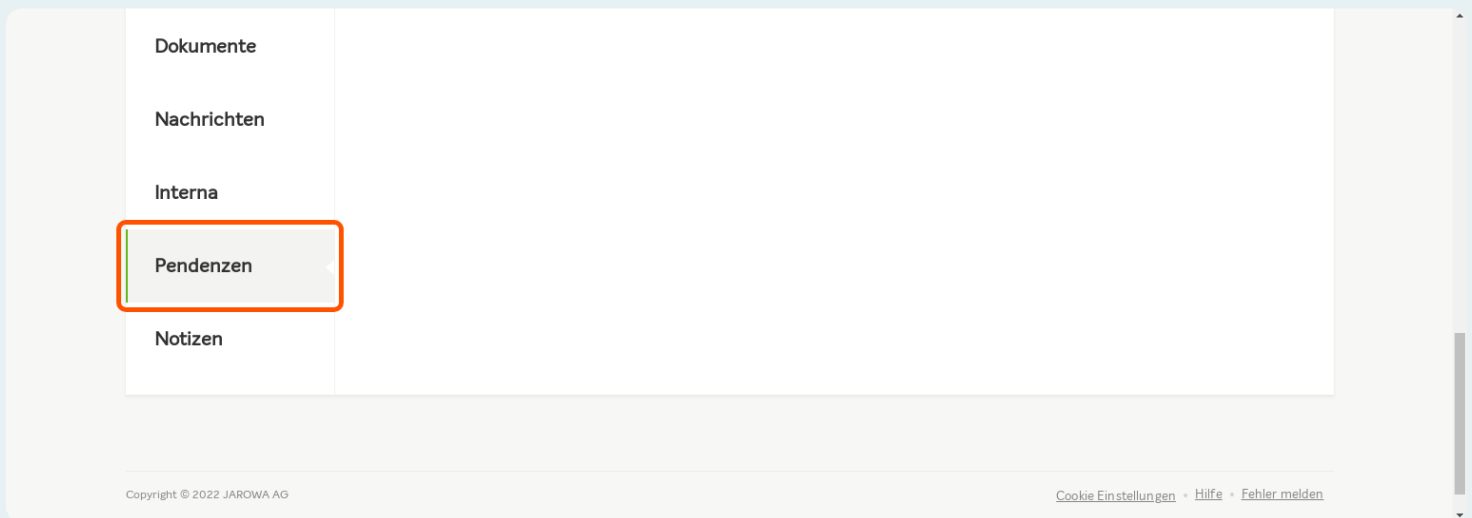 Dokumente
Nachrichten
Interna
Pendenzen
Notizen
Copyright © 2022 JAROWA AG
Cookie Einstellungen • Hilfe • Fehler melden